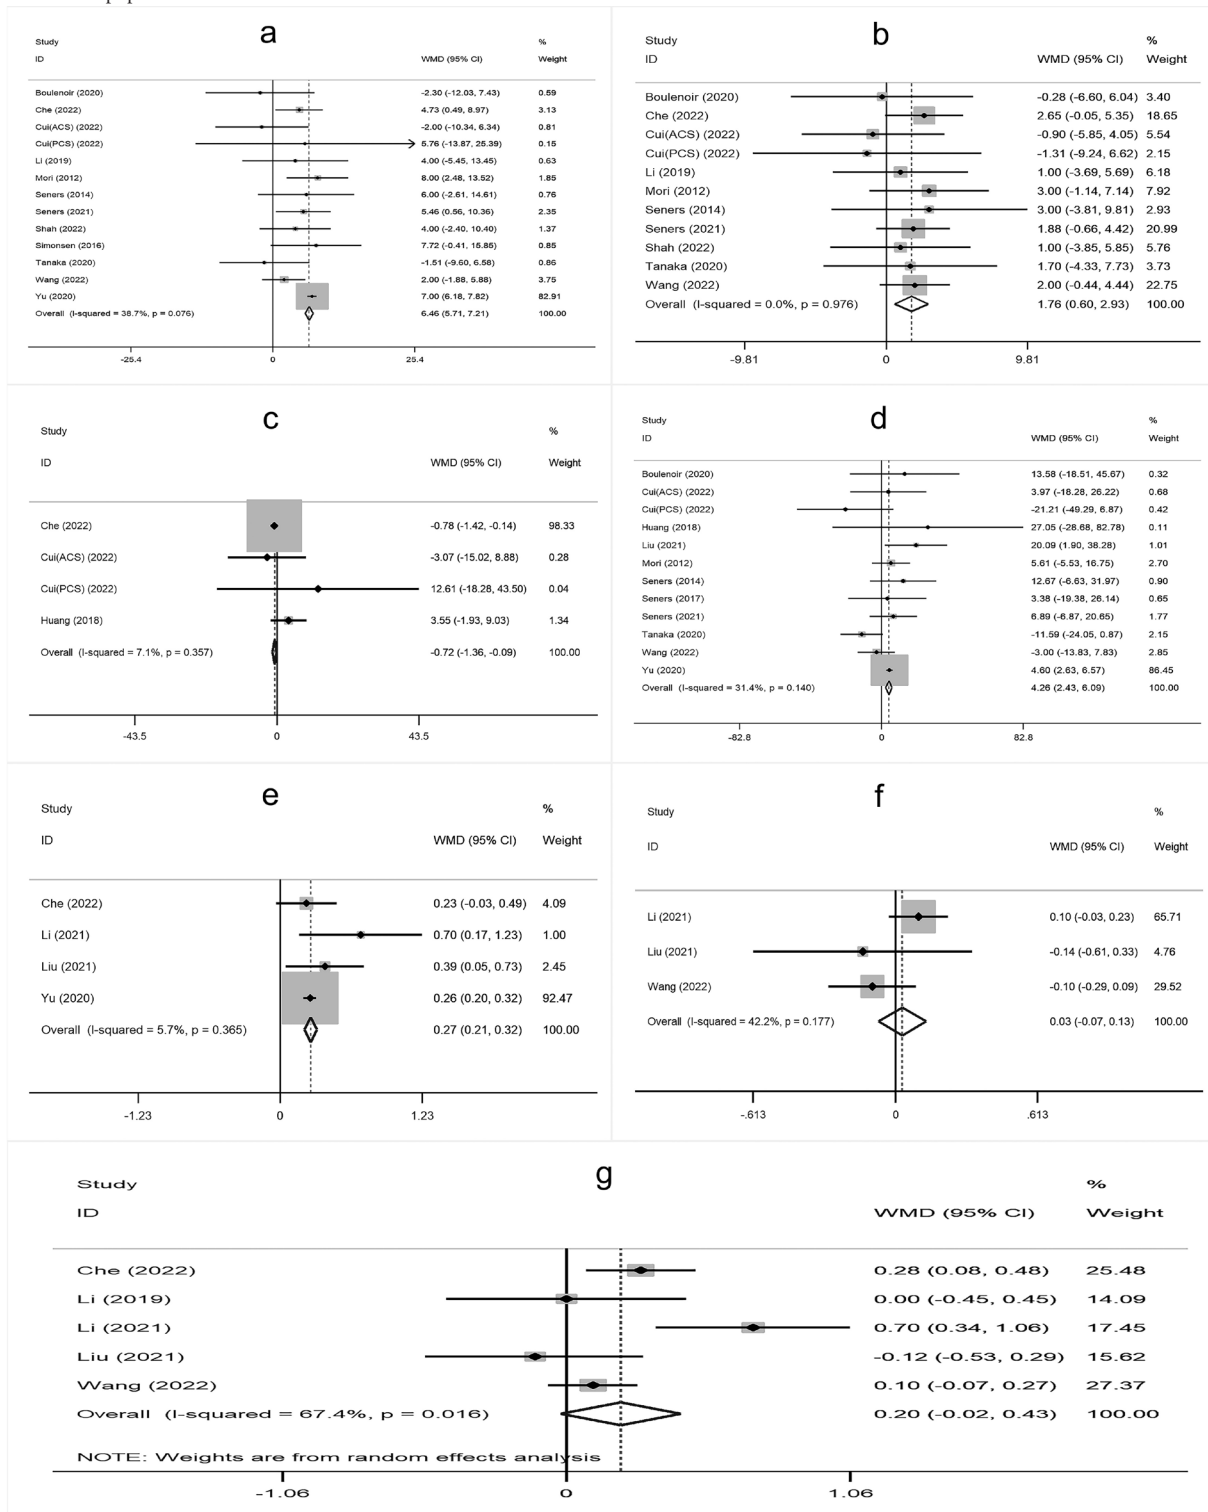 a
Study %
ID WMD (95% CI) Weight
Boulenoir (2020) -2.30 (-12.03, 7.43) 0.59
Che (2022) 4.73 (0.49, 8.97) 3.13
Cui(ACS) (2022) -2.00 (-10.34, 6.34) 0.81
Cui(PCS) (2022) 5.76 (-13.87, 25.39) 0.15
Li (2019) 4.00 (-5.45, 13.45) 0.63
Mori (2012) 8.00 (2.48, 13.52) 1.85
Seners (2014) 6.00 (-2.61, 14.61) 0.76
Seners (2021) 5.46 (0.56, 10.36) 2.35
Shah (2022) 4.00 (-2.40, 10.40) 1.37
Simonsen (2016) 7.72 (-0.41, 15.85) 0.85
Tanaka (2020) -1.51 (-9.60, 6.58) 0.86
Wang (2022) 2.00 (-1.88, 5.88) 3.75
Yu (2020) 7.00 (6.18, 7.82) 82.91
Overall (I-squared = 38.7%, p = 0.076) 6.46 (5.71, 7.21) 100.00
-25.4 0 25.4
b
Study %
ID WMD (95% CI) Weight
Boulenoir (2020) -0.28 (-6.60, 6.04) 3.40
Che (2022) 2.65 (-0.05, 5.35) 18.65
Cui(ACS) (2022) -0.90 (-5.85, 4.05) 5.54
Cui(PCS) (2022) -1.31 (-9.24, 6.62) 2.15
Li (2019) 1.00 (-3.69, 5.69) 6.18
Mori (2012) 3.00 (-1.14, 7.14) 7.92
Seners (2014) 3.00 (-3.81, 9.81) 2.93
Seners (2021) 1.88 (-0.66, 4.42) 20.99
Shah (2022) 1.00 (-3.85, 5.85) 5.76
Tanaka (2020) 1.70 (-4.33, 7.73) 3.73
Wang (2022) 2.00 (-0.44, 4.44) 22.75
Overall (I-squared = 0.0%, p = 0.976) 1.76 (0.60, 2.93) 100.00
-9.81 0 9.81
c
Study %
ID WMD (95% CI) Weight
Che (2022) -0.78 (-1.42, -0.14) 98.33
Cui(ACS) (2022) -3.07 (-15.02, 8.88) 0.28
Cui(PCS) (2022) 12.61 (-18.28, 43.50) 0.04
Huang (2018) 3.55 (-1.93, 9.03) 1.34
Overall (I-squared = 7.1%, p = 0.357) -0.72 (-1.36, -0.09) 100.00
-43.5 0 43.5
d
Study %
ID WMD (95% CI) Weight
Boulenoir (2020) 13.58 (-18.51, 45.67) 0.32
Cui(ACS) (2022) 3.97 (-18.28, 26.22) 0.68
Cui(PCS) (2022) -21.21 (-49.29, 6.87) 0.42
Huang (2018) 27.05 (-28.68, 82.78) 0.11
Liu (2021) 20.09 (1.90, 38.28) 1.01
Mori (2012) 5.61 (-5.53, 16.75) 2.70
Seners (2014) 12.67 (-6.63, 31.97) 0.90
Seners (2017) 3.38 (-19.38, 26.14) 0.65
Seners (2021) 6.89 (-6.87, 20.65) 1.77
Tanaka (2020) -11.59 (-24.05, 0.87) 2.15
Wang (2022) -3.00 (-13.83, 7.83) 2.85
Yu (2020) 4.60 (2.63, 6.57) 86.45
Overall (I-squared = 31.4%, p = 0.140) 4.26 (2.43, 6.09) 100.00
-82.8 0 82.8
e
Study %
ID WMD (95% CI) Weight
Che (2022) 0.23 (-0.03, 0.49) 4.09
Li (2021) 0.70 (0.17, 1.23) 1.00
Liu (2021) 0.39 (0.05, 0.73) 2.45
Yu (2020) 0.26 (0.20, 0.32) 92.47
Overall (I-squared = 5.7%, p = 0.365) 0.27 (0.21, 0.32) 100.00
-1.23 0 1.23
f
Study %
ID WMD (95% CI) Weight
Li (2021) 0.10 (-0.03, 0.23) 65.71
Liu (2021) -0.14 (-0.61, 0.33) 4.76
Wang (2022) -0.10 (-0.29, 0.09) 29.52
Overall (I-squared = 42.2%, p = 0.177) 0.03 (-0.07, 0.13) 100.00
-.613 0 .613
g
Study %
ID WMD (95% CI) Weight
Che (2022) 0.28 (0.08, 0.48) 25.48
Li (2019) 0.00 (-0.45, 0.45) 14.09
Li (2021) 0.70 (0.34, 1.06) 17.45
Liu (2021) -0.12 (-0.53, 0.29) 15.62
Wang (2022) 0.10 (-0.07, 0.27) 27.37
Overall (I-squared = 67.4%, p = 0.016) 0.20 (-0.02, 0.43) 100.00
NOTE: Weights are from random effects analysis
-1.06 0 1.06